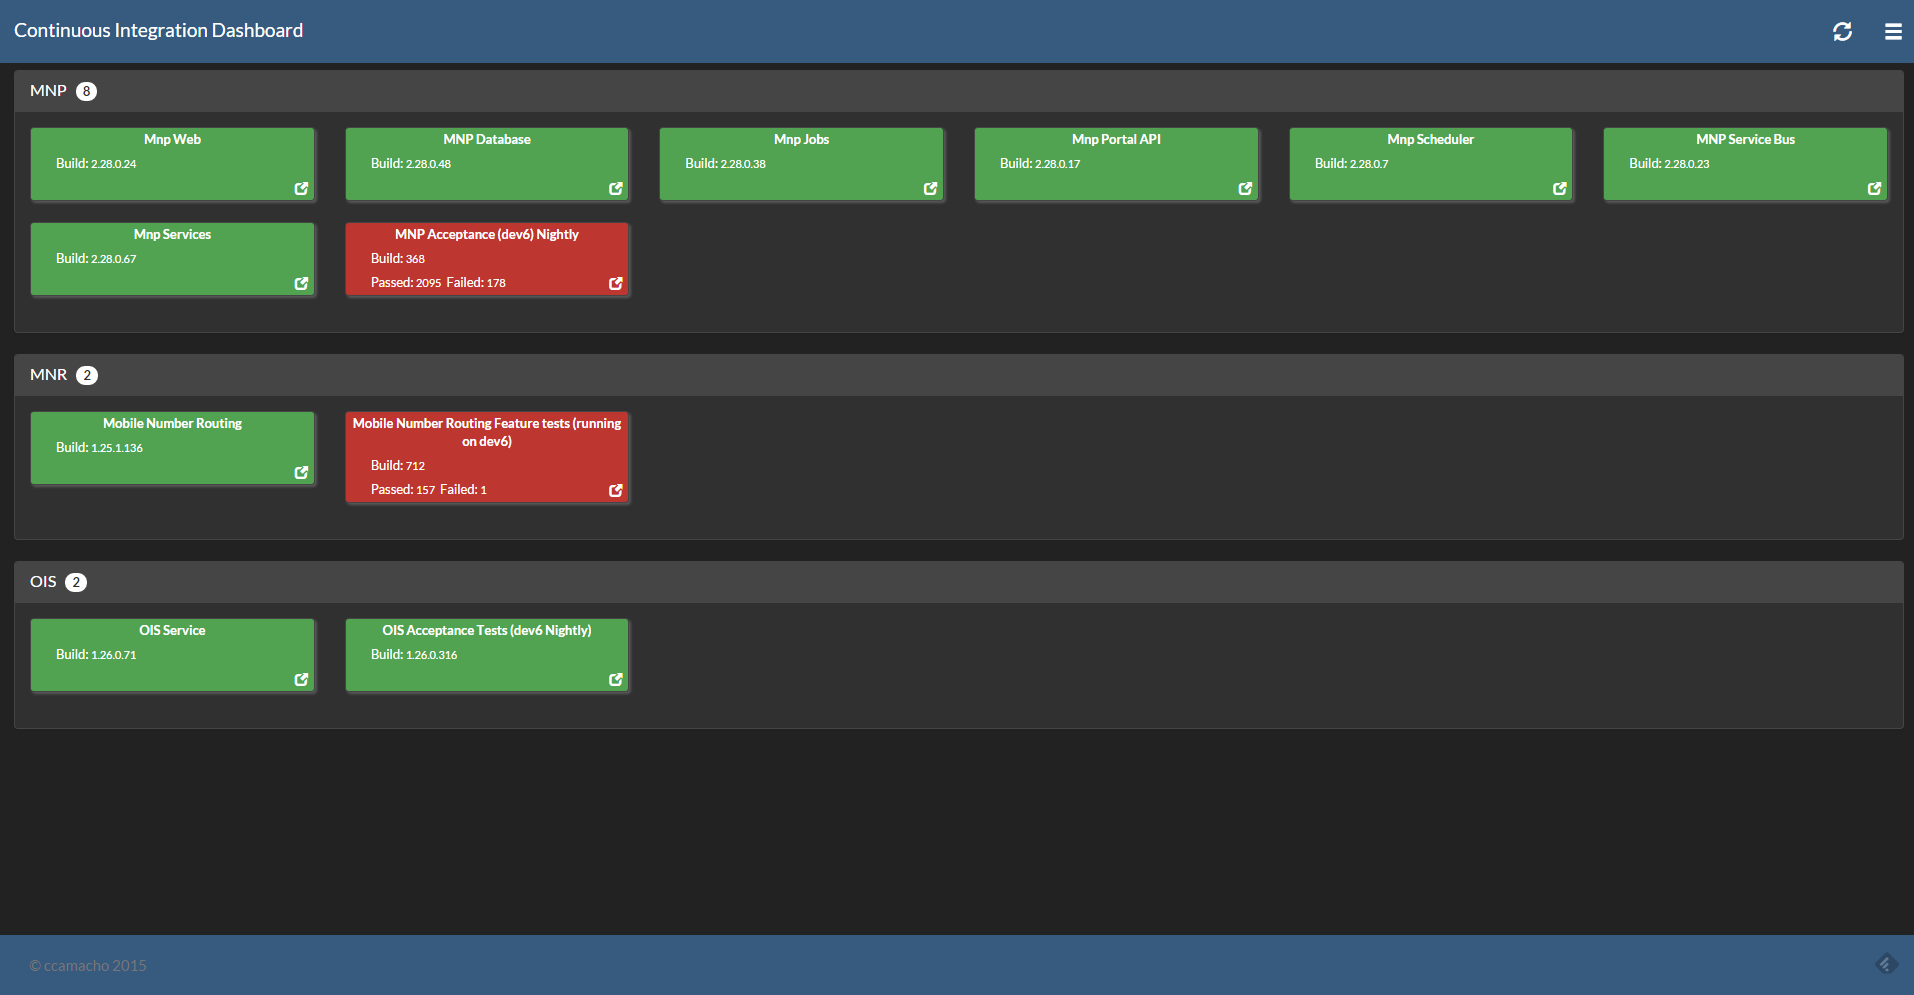 Continuous Integration Dashboard
MNP 8
Mnp Web
Build: 2.28.0.24
MNP Database
Build: 2.28.0.48
Mnp Jobs
Build: 2.28.0.38
Mnp Portal API
Build: 2.28.0.17
Mnp Scheduler
Build: 2.28.0.7
MNP Service Bus
Build: 2.28.0.23
Mnp Services
Build: 2.28.0.67
MNP Acceptance (dev6) Nightly
Build: 368
Passed: 2095 Failed: 178
MNR 2
Mobile Number Routing
Build: 1.25.1.136
Mobile Number Routing Feature tests (running
on dev6)
Build: 712
Passed: 157 Failed: 1
OIS 2
OIS Service
Build: 1.26.0.71
OIS Acceptance Tests (dev6 Nightly)
Build: 1.26.0.316
© ccamacho 2015